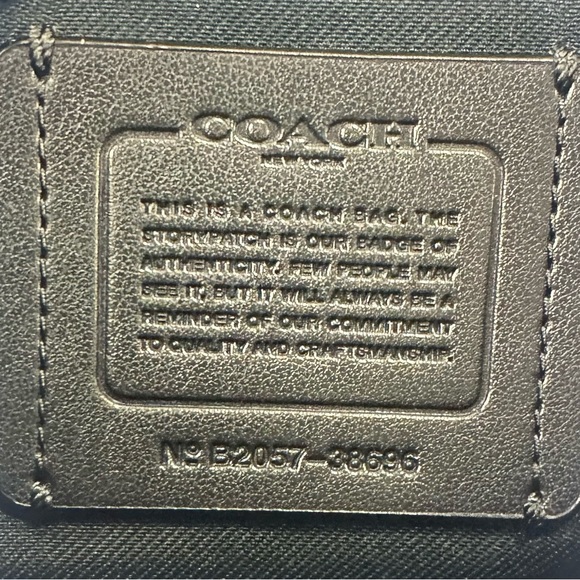 COACH
NEW YORK
THIS IS A COACH BAG. THE
STORYPATCH IS OUR BADGE OF
AUTHENTICITY. FEW PEOPLE MAY
SEE IT, BUT IT WILL ALWAYS BE A
REMINDER OF OUR COMMITMENT
TO QUALITY AND CRAFTSMANSHIP.
Nº B2057-38696